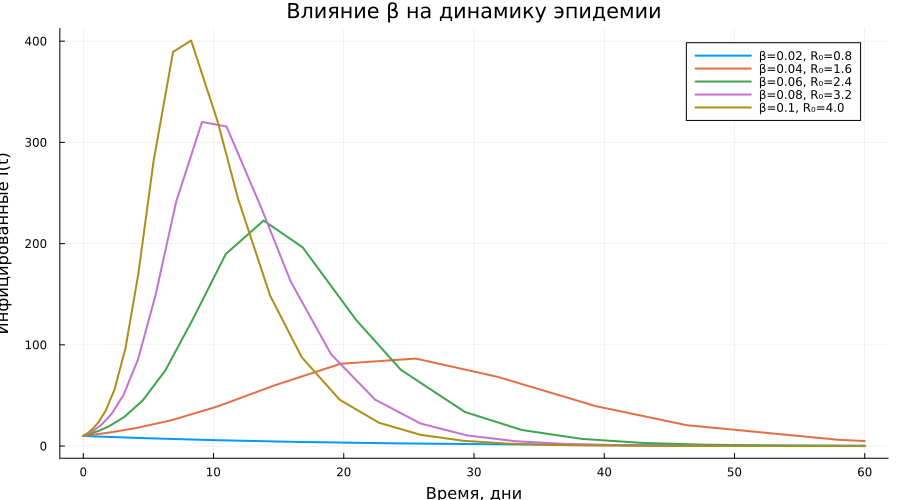 Влияние β на динамику эпидемии
400
300
200
100
0
Инфицированные I(t)
β=0.02, R₀=0.8
β=0.04, R₀=1.6
β=0.06, R₀=2.4
β=0.08, R₀=3.2
β=0.1, R₀=4.0
0 10 20 30 40 50 60
Время, дни